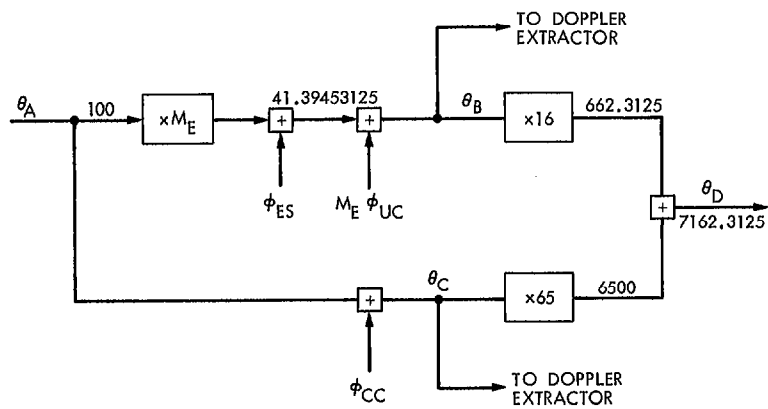 TO DOPPLER
EXTRACTOR
θA
100
×ME
41.39453125
θB
×16
662.3125
+
+
ϕES
ME ϕUC
+
θD
7162.3125
θC
×65
6500
+
ϕCC
TO DOPPLER
EXTRACTOR